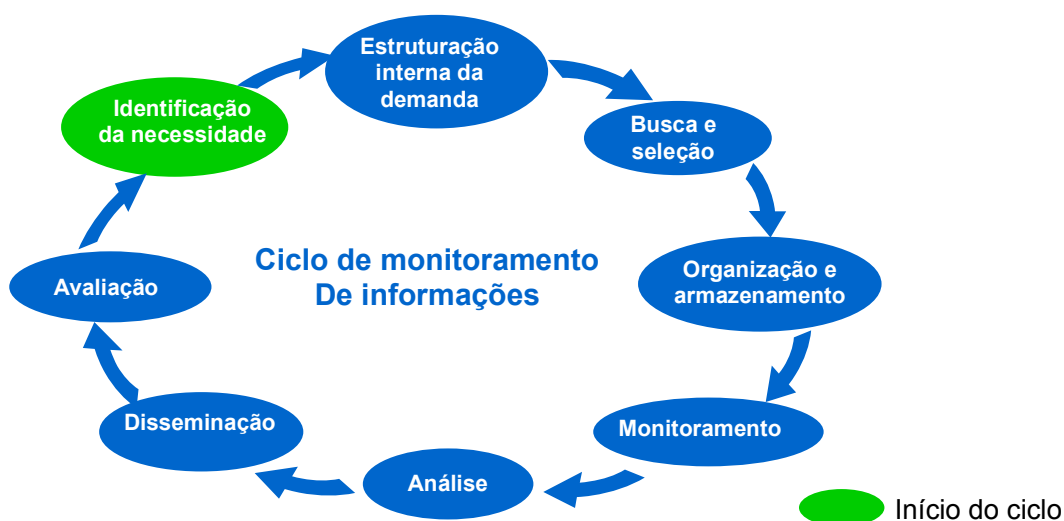 Estruturação
interna da
demanda
Identificação
da necessidade
Busca e
seleção
Ciclo de monitoramento
De informações
Organização e
armazenamento
Avaliação
Disseminação
Monitoramento
Análise
Início do ciclo